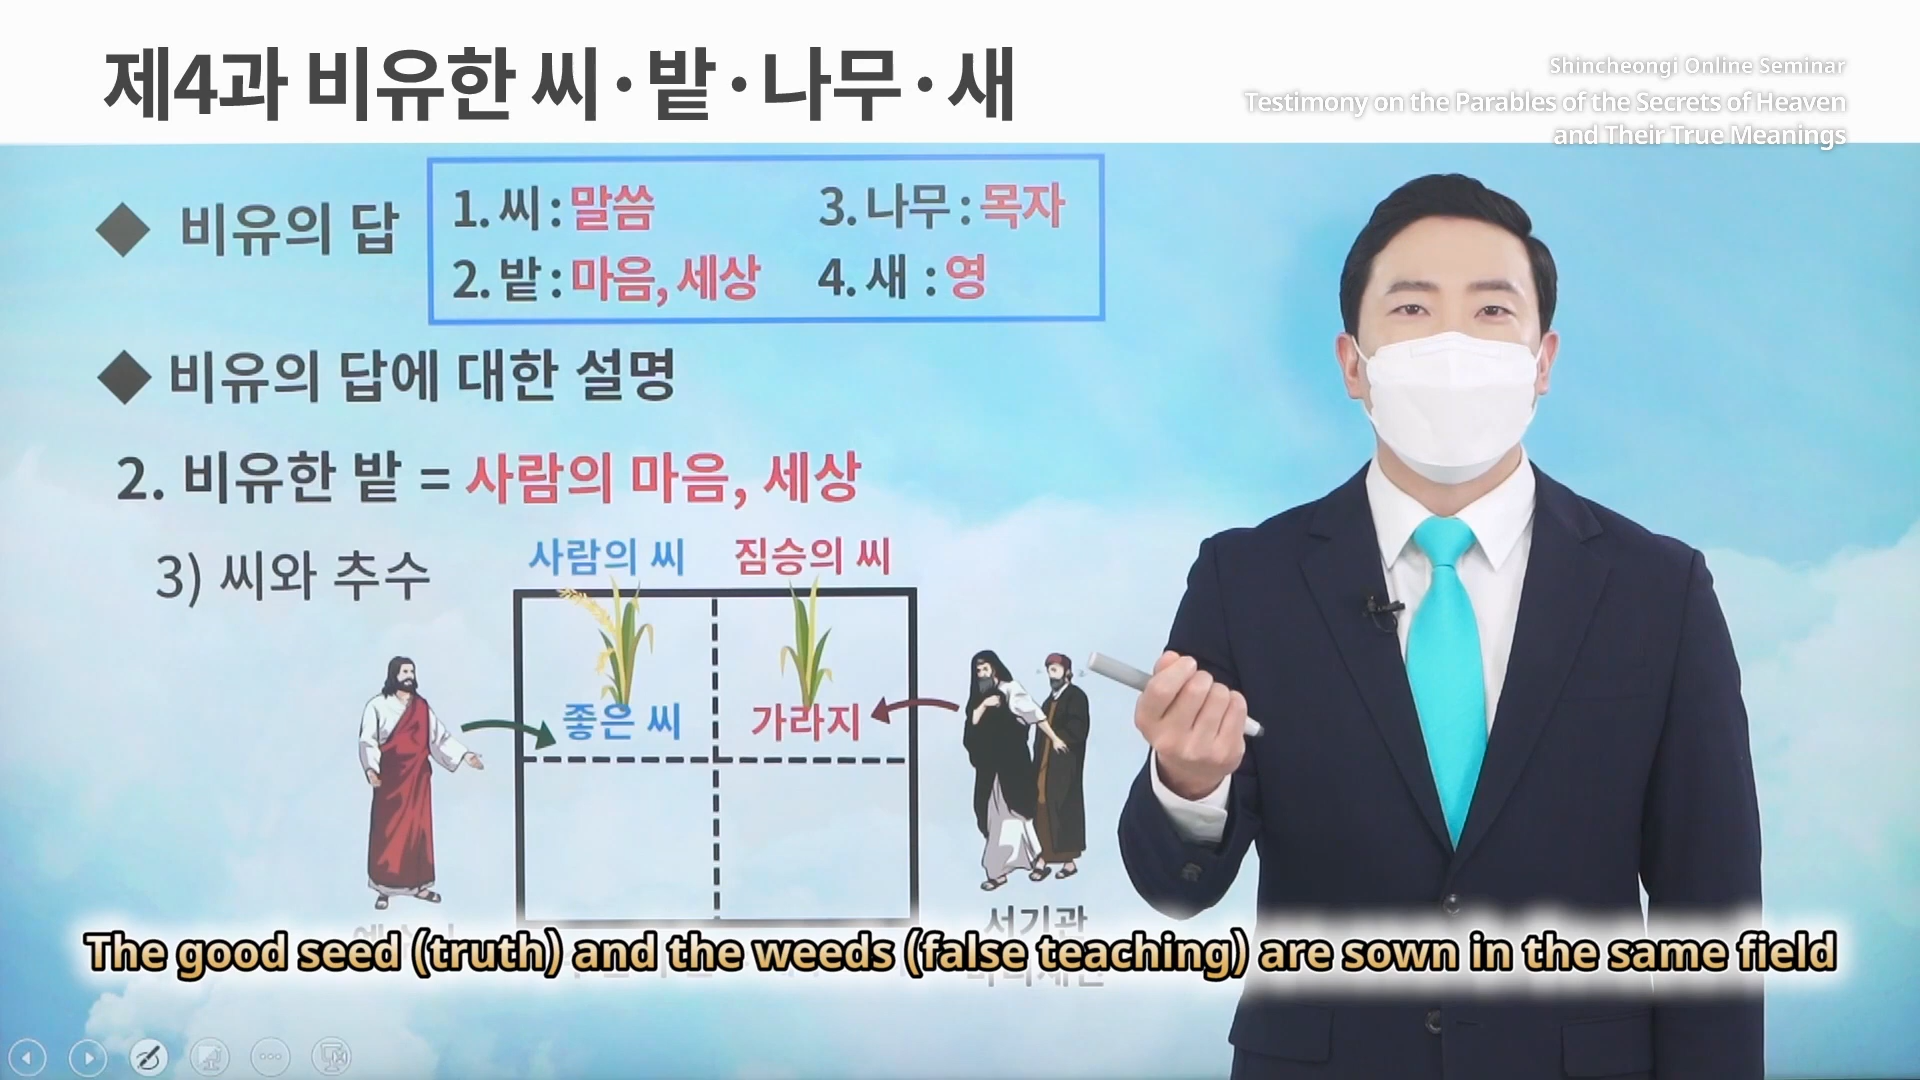 제4과 비유한 씨·밭·나무·새
Shincheongi Online Seminar
Testimony on the Parables of the Secrets of Heaven
and Their True Meanings
◆ 비유의 답
1. 씨 : 말씀
3. 나무 : 목자
2. 밭 : 마음, 세상
4. 새 : 영
◆ 비유의 답에 대한 설명
2. 비유한 밭 = 사람의 마음, 세상
3) 씨와 추수
사람의 씨
짐승의 씨
좋은 씨
가라지
서기관
The good seed (truth) and the weeds (false teaching) are sown in the same field